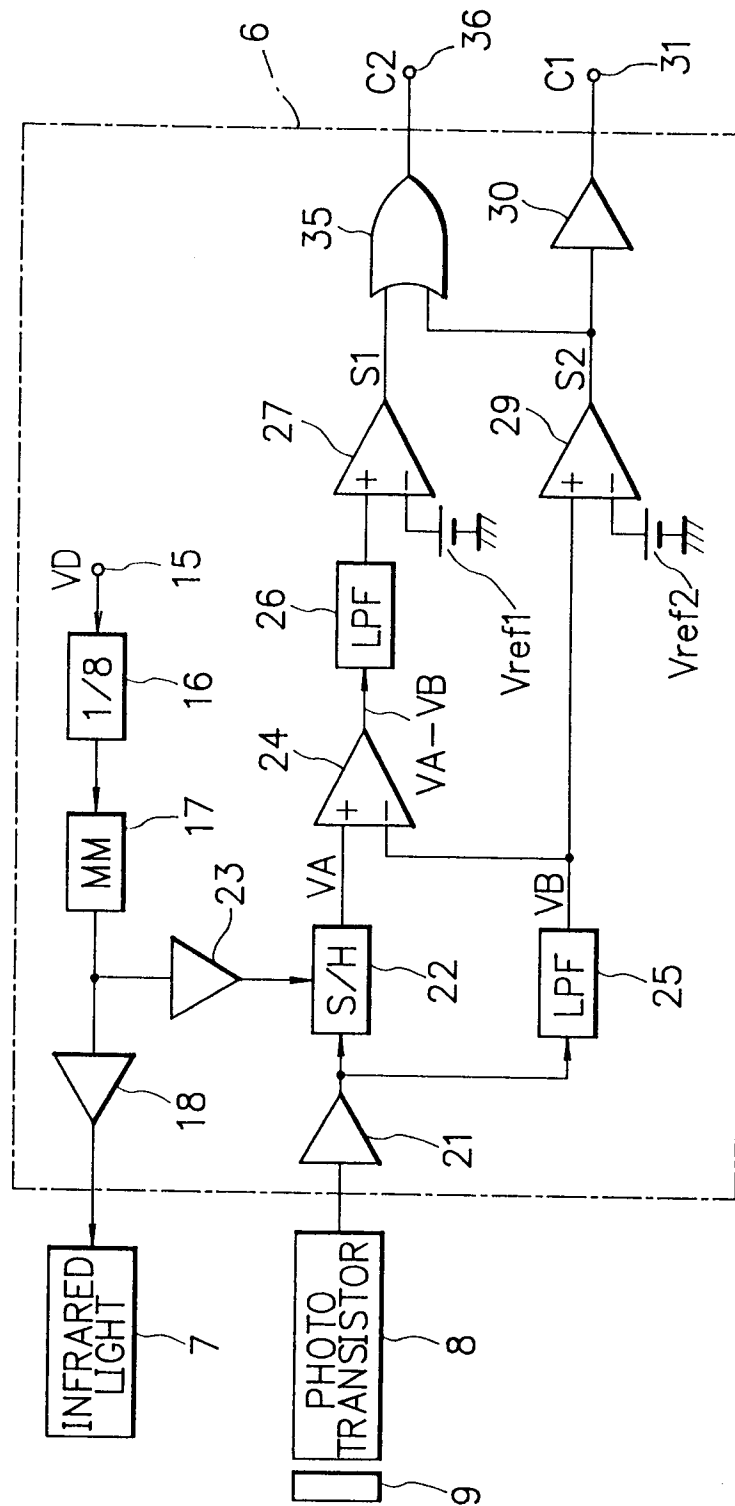 INFRARED
LIGHT
7
18
MM
17
1/8
16
VD
15
23
6
PHOTO
TRANSISTOR
8
9
21
S/H
22
VA
+
−
24
VA−VB
LPF
26
+
−
27
Vref1
S1
35
C2
36
LPF
25
VB
+
−
29
Vref2
S2
30
C1
31